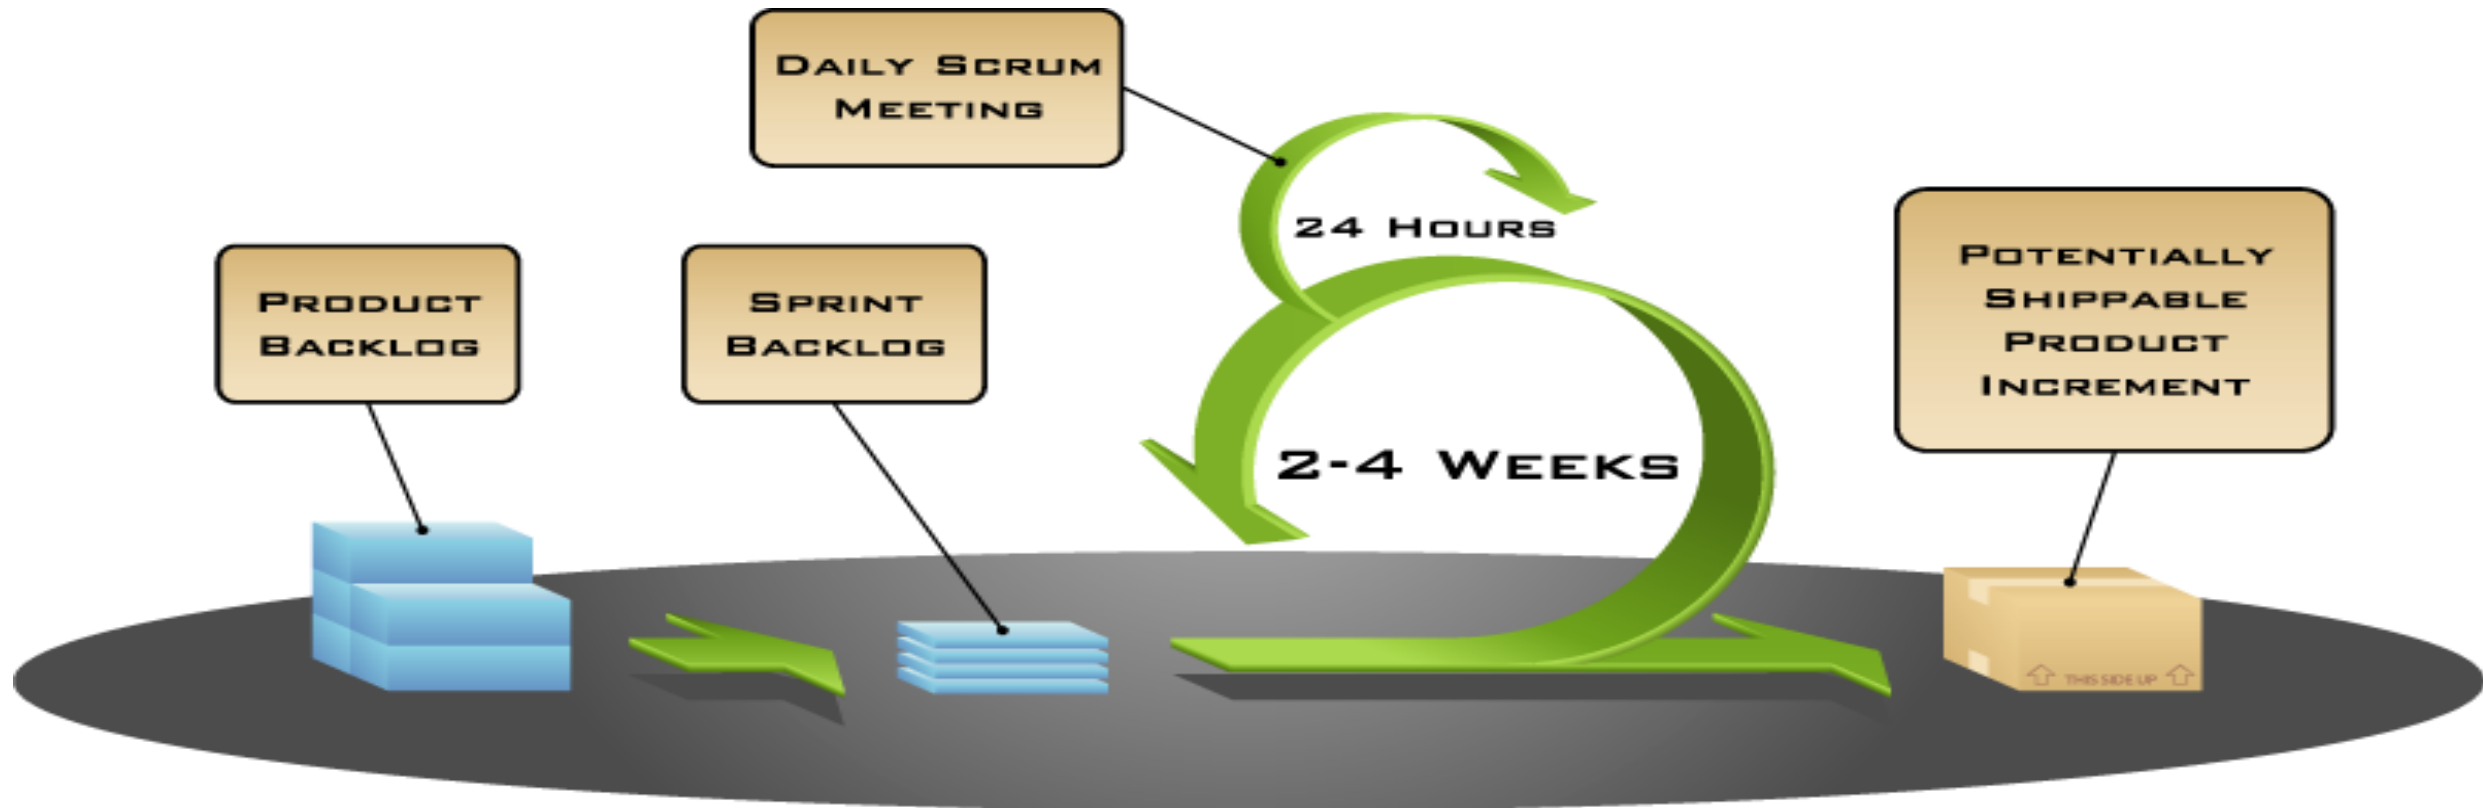 Daily Scrum
Meeting
24 Hours
Product
Backlog
Sprint
Backlog
Potentially
Shippable
Product
Increment
2-4 Weeks
THIS SIDE UP